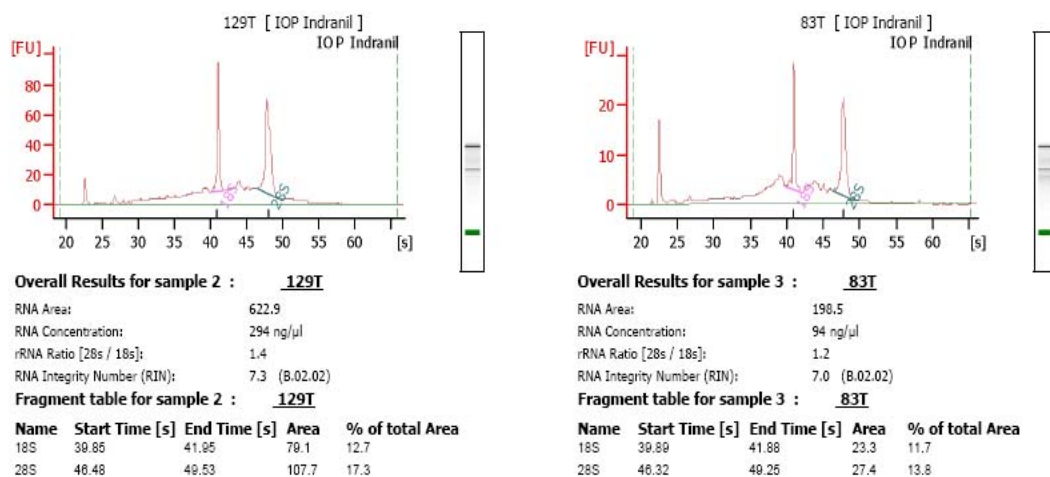 129T [ IOP Indranil ]
[FU]
IOP Indranil
80
60
40
20
0
18S
28S
20 25 30 35 40 45 50 55 60 [s]
Overall Results for sample 2 : 129T
RNA Area: 622.9
RNA Concentration: 294 ng/µl
rRNA Ratio [28s / 18s]: 1.4
RNA Integrity Number (RIN): 7.3 (B.02.02)
Fragment table for sample 2 : 129T
Name Start Time [s] End Time [s] Area % of total Area
18S 39.85 41.95 79.1 12.7
28S 46.48 49.53 107.7 17.3
83T [ IOP Indranil ]
[FU]
IOP Indranil
20
10
0
18S
28S
20 25 30 35 40 45 50 55 60 [s]
Overall Results for sample 3 : 83T
RNA Area: 198.5
RNA Concentration: 94 ng/µl
rRNA Ratio [28s / 18s]: 1.2
RNA Integrity Number (RIN): 7.0 (B.02.02)
Fragment table for sample 3 : 83T
Name Start Time [s] End Time [s] Area % of total Area
18S 39.89 41.88 23.3 11.7
28S 46.32 49.25 27.4 13.8